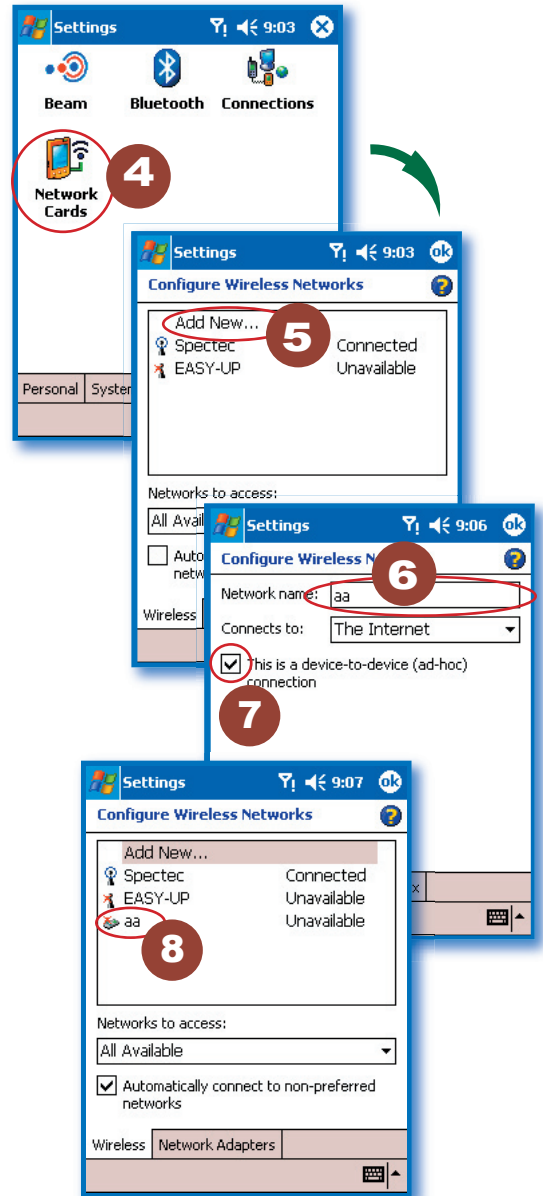 Settings 9:03
Beam Bluetooth Connections
Network
Cards
4
Personal System
Settings 9:03 ok
Configure Wireless Networks ?
Add New...
5
Spectec Connected
EASY-UP Unavailable
Networks to access:
All Avail
Auto
netw
Wireless
Settings 9:06 ok
Configure Wireless N ?
6
Network name: aa
Connects to: The Internet
This is a device-to-device (ad-hoc)
connection
7
x
Settings 9:07 ok
Configure Wireless Networks ?
Add New...
Spectec Connected
EASY-UP Unavailable
aa Unavailable
8
Networks to access:
All Available
Automatically connect to non-preferred
networks
Wireless Network Adapters